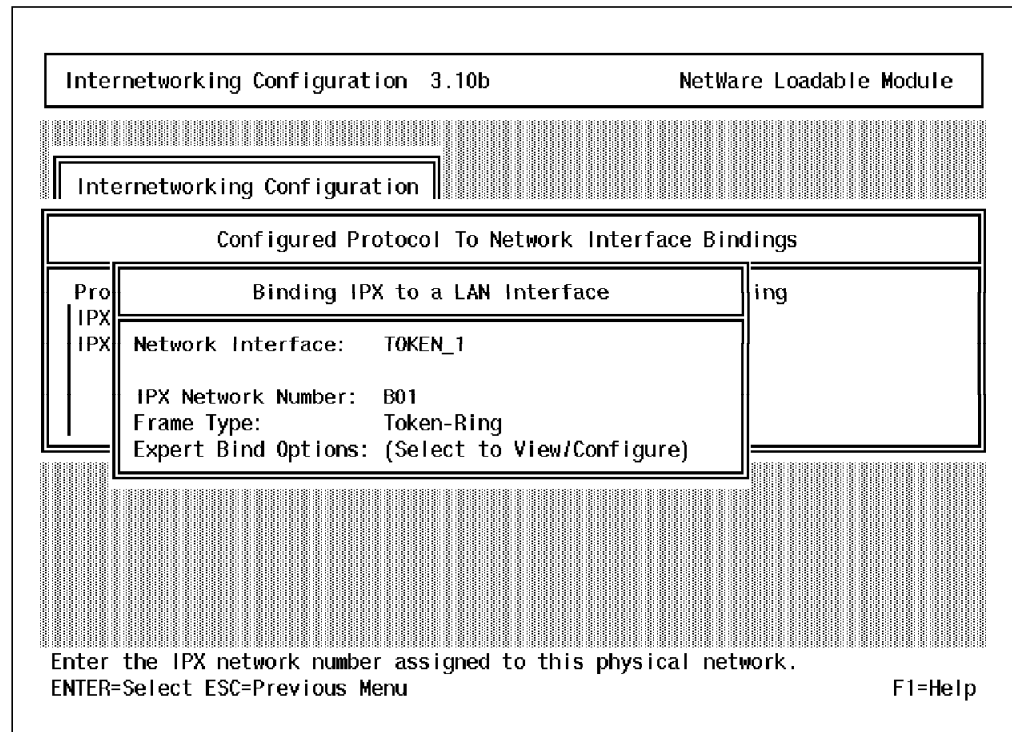 Internetworking Configuration 3.10b NetWare Loadable Module
Internetworking Configuration
Configured Protocol To Network Interface Bindings
Pro Binding IPX to a LAN Interface ing
IPX
IPX Network Interface: TOKEN_1
IPX Network Number: B01
Frame Type: Token-Ring
Expert Bind Options: (Select to View/Configure)
Enter the IPX network number assigned to this physical network.
ENTER=Select ESC=Previous Menu F1=Help